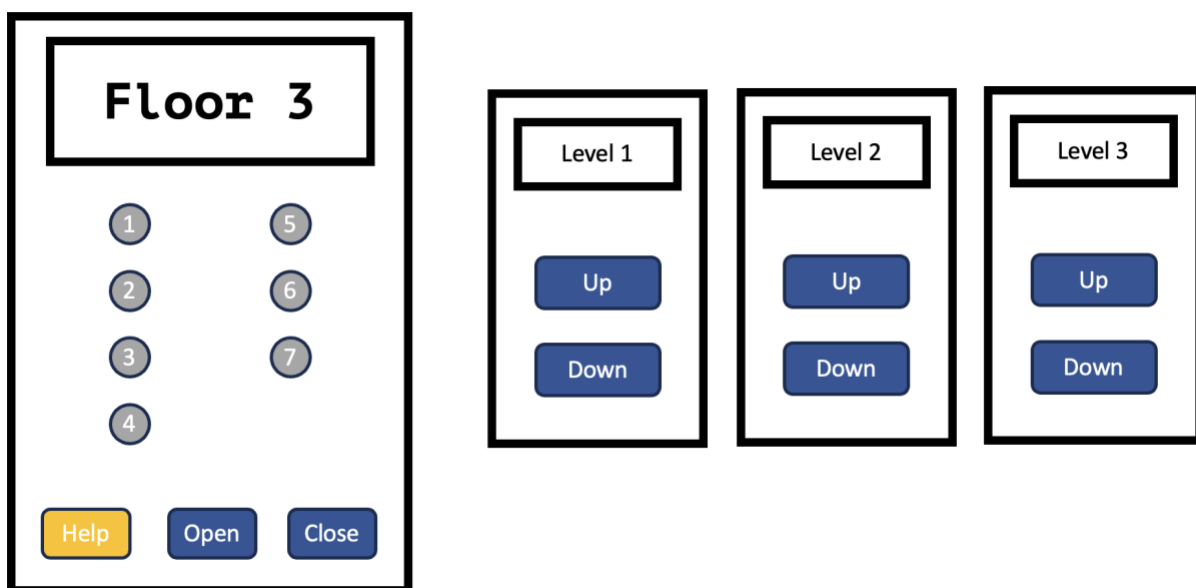 Floor 3
1 5
2 6
3 7
4
Help Open Close
Level 1
Up
Down
Level 2
Up
Down
Level 3
Up
Down